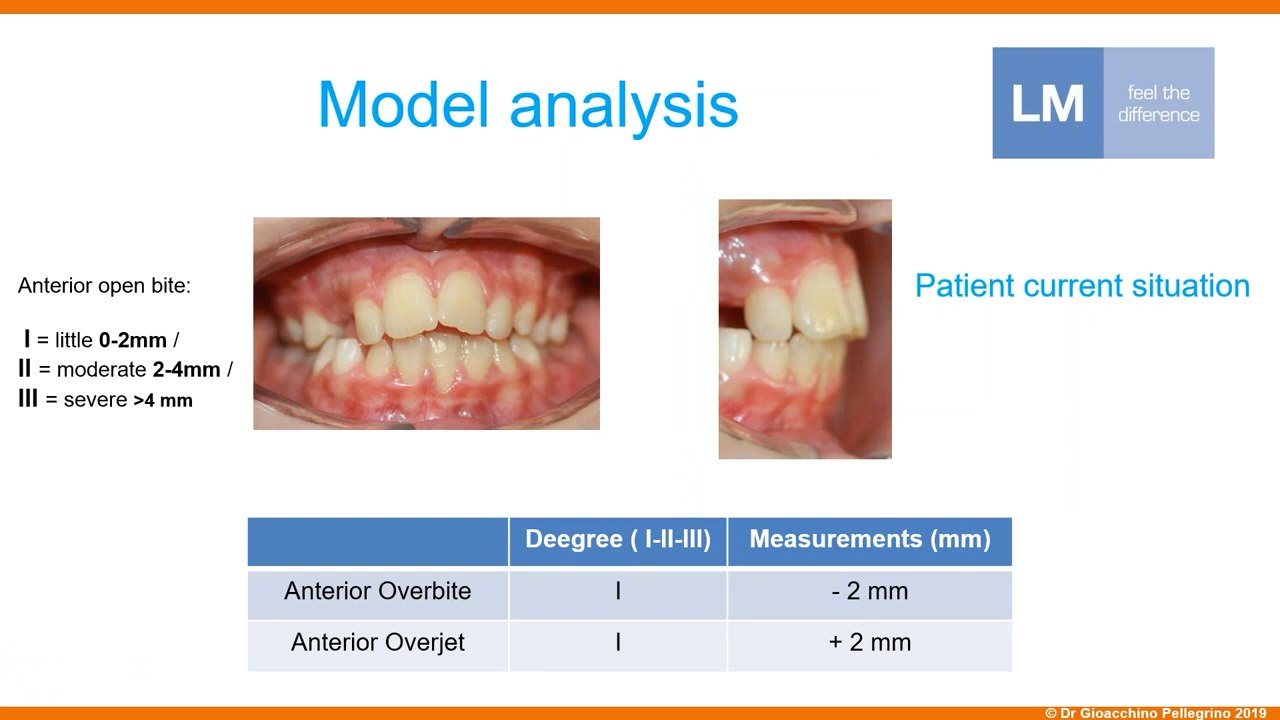 Model analysis
LM
feel the
difference
Anterior open bite:
I = little 0-2mm /
II = moderate 2-4mm /
III = severe >4 mm
Patient current situation
Deegree ( I-II-III) Measurements (mm)
Anterior Overbite I - 2 mm
Anterior Overjet I + 2 mm
© Dr Gioacchino Pellegrino 2019